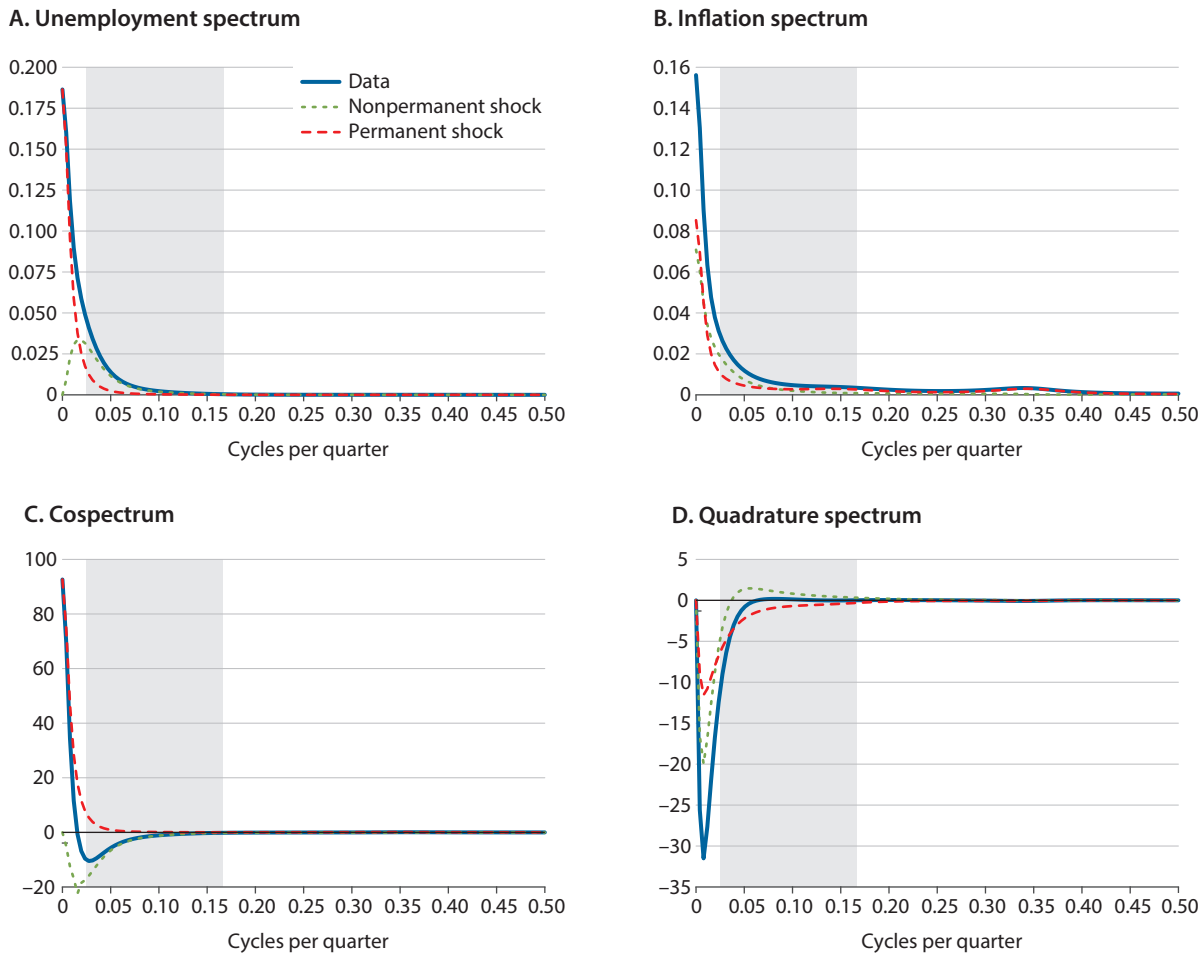 A. Unemployment spectrum
0.200
0.175
0.150
0.125
0.100
0.075
0.050
0.025
0
Data
Nonpermanent shock
Permanent shock
0 0.05 0.10 0.15 0.20 0.25 0.30 0.35 0.40 0.45 0.50
Cycles per quarter
B. Inflation spectrum
0.16
0.14
0.12
0.10
0.08
0.06
0.04
0.02
0
0 0.05 0.10 0.15 0.20 0.25 0.30 0.35 0.40 0.45 0.50
Cycles per quarter
C. Cospectrum
100
80
60
40
20
0
−20
0 0.05 0.10 0.15 0.20 0.25 0.30 0.35 0.40 0.45 0.50
Cycles per quarter
D. Quadrature spectrum
5
0
−5
−10
−15
−20
−25
−30
−35
0 0.05 0.10 0.15 0.20 0.25 0.30 0.35 0.40 0.45 0.50
Cycles per quarter